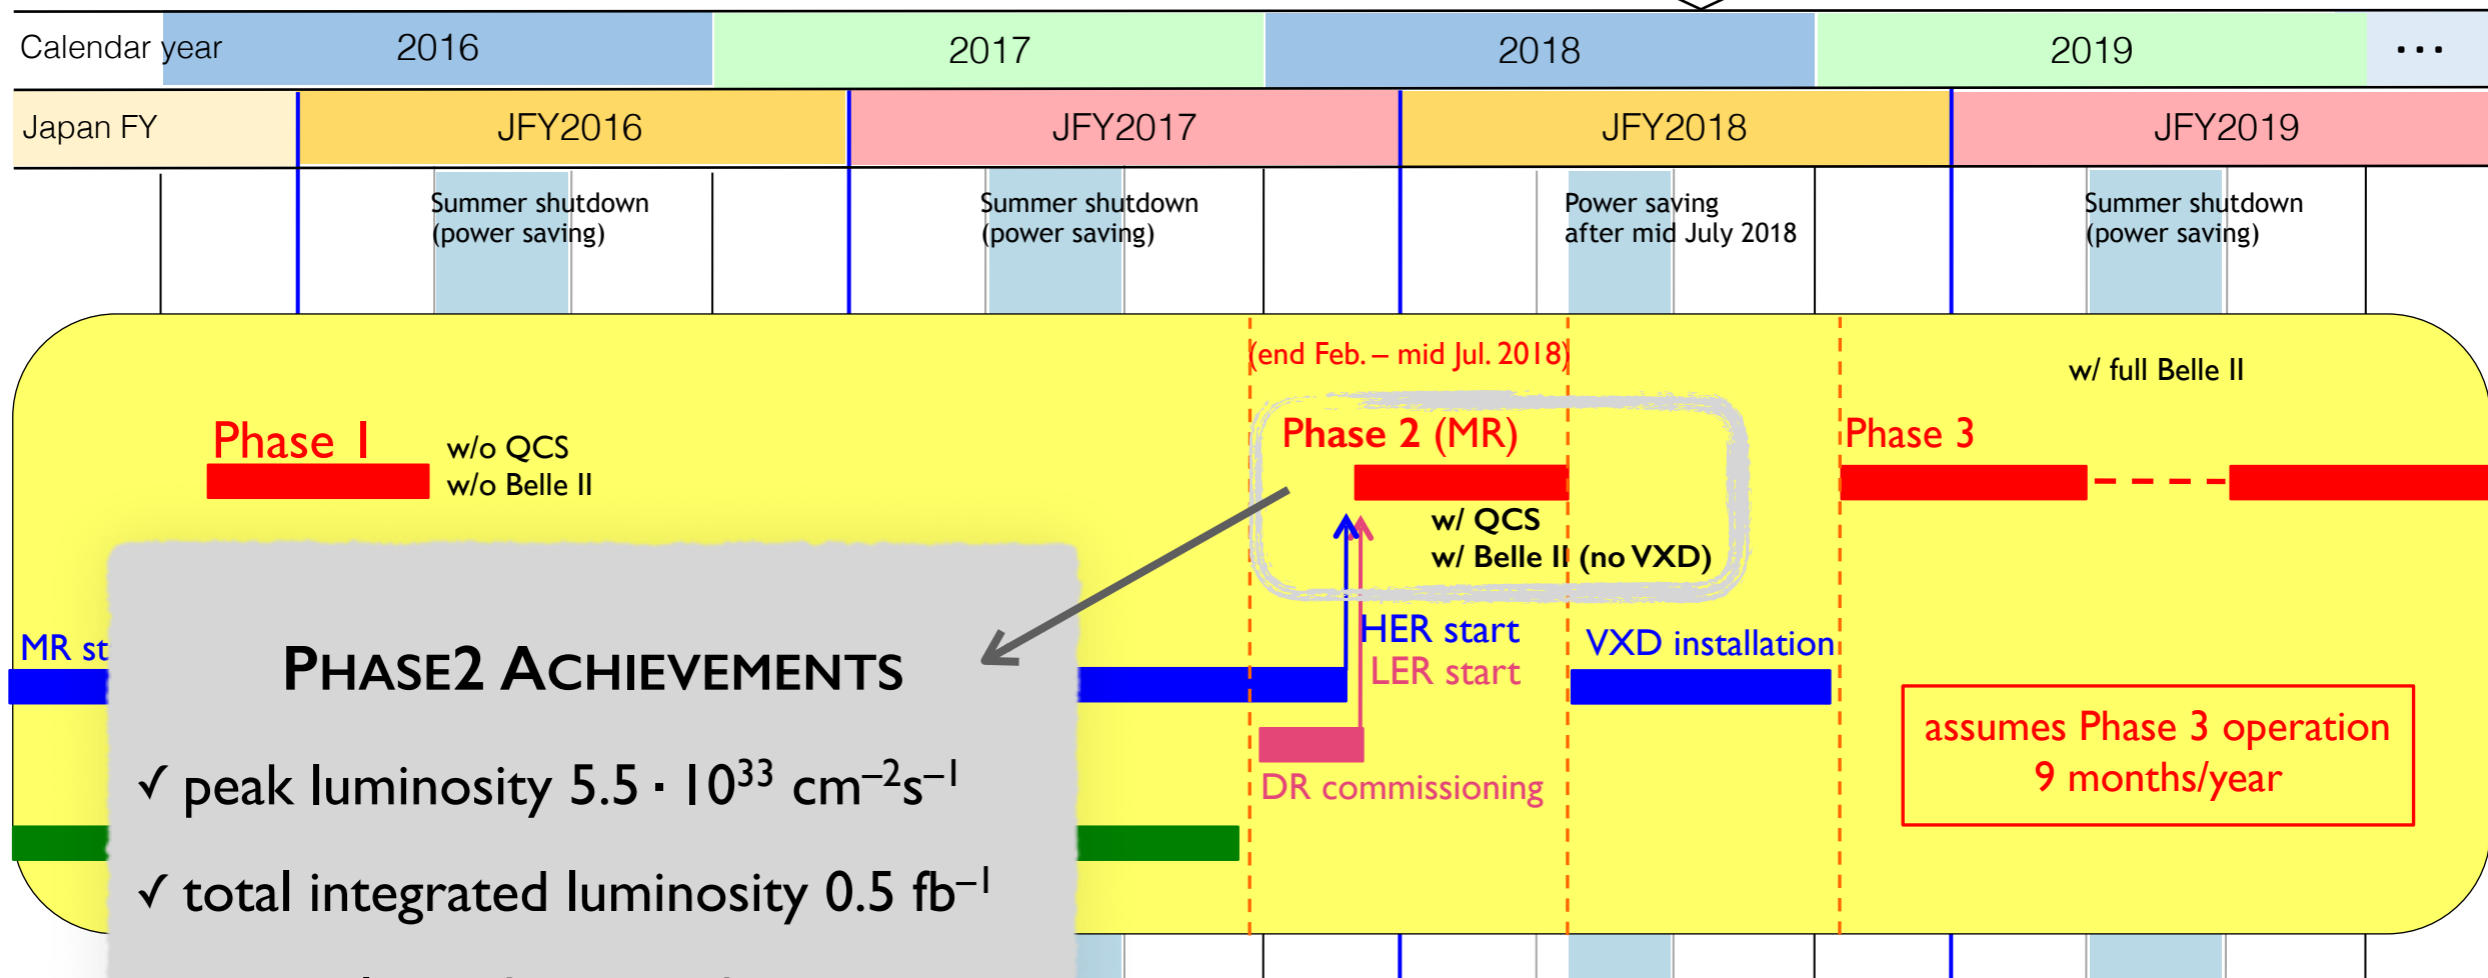 Calendar year 2016 2017 2018 2019 ...
Japan FY JFY2016 JFY2017 JFY2018 JFY2019
Summer shutdown
(power saving)
Summer shutdown
(power saving)
Power saving
after mid July 2018
Summer shutdown
(power saving)
(end Feb. – mid Jul. 2018)
w/ full Belle II
Phase 1
w/o QCS
w/o Belle II
Phase 2 (MR)
w/ QCS
w/ Belle II (no VXD)
Phase 3
MR st
HER start
LER start
VXD installation
DR commissioning
assumes Phase 3 operation
9 months/year
PHASE2 ACHIEVEMENTS
✓ peak luminosity 5.5 · 10³³ cm⁻²s⁻¹
✓ total integrated luminosity 0.5 fb⁻¹